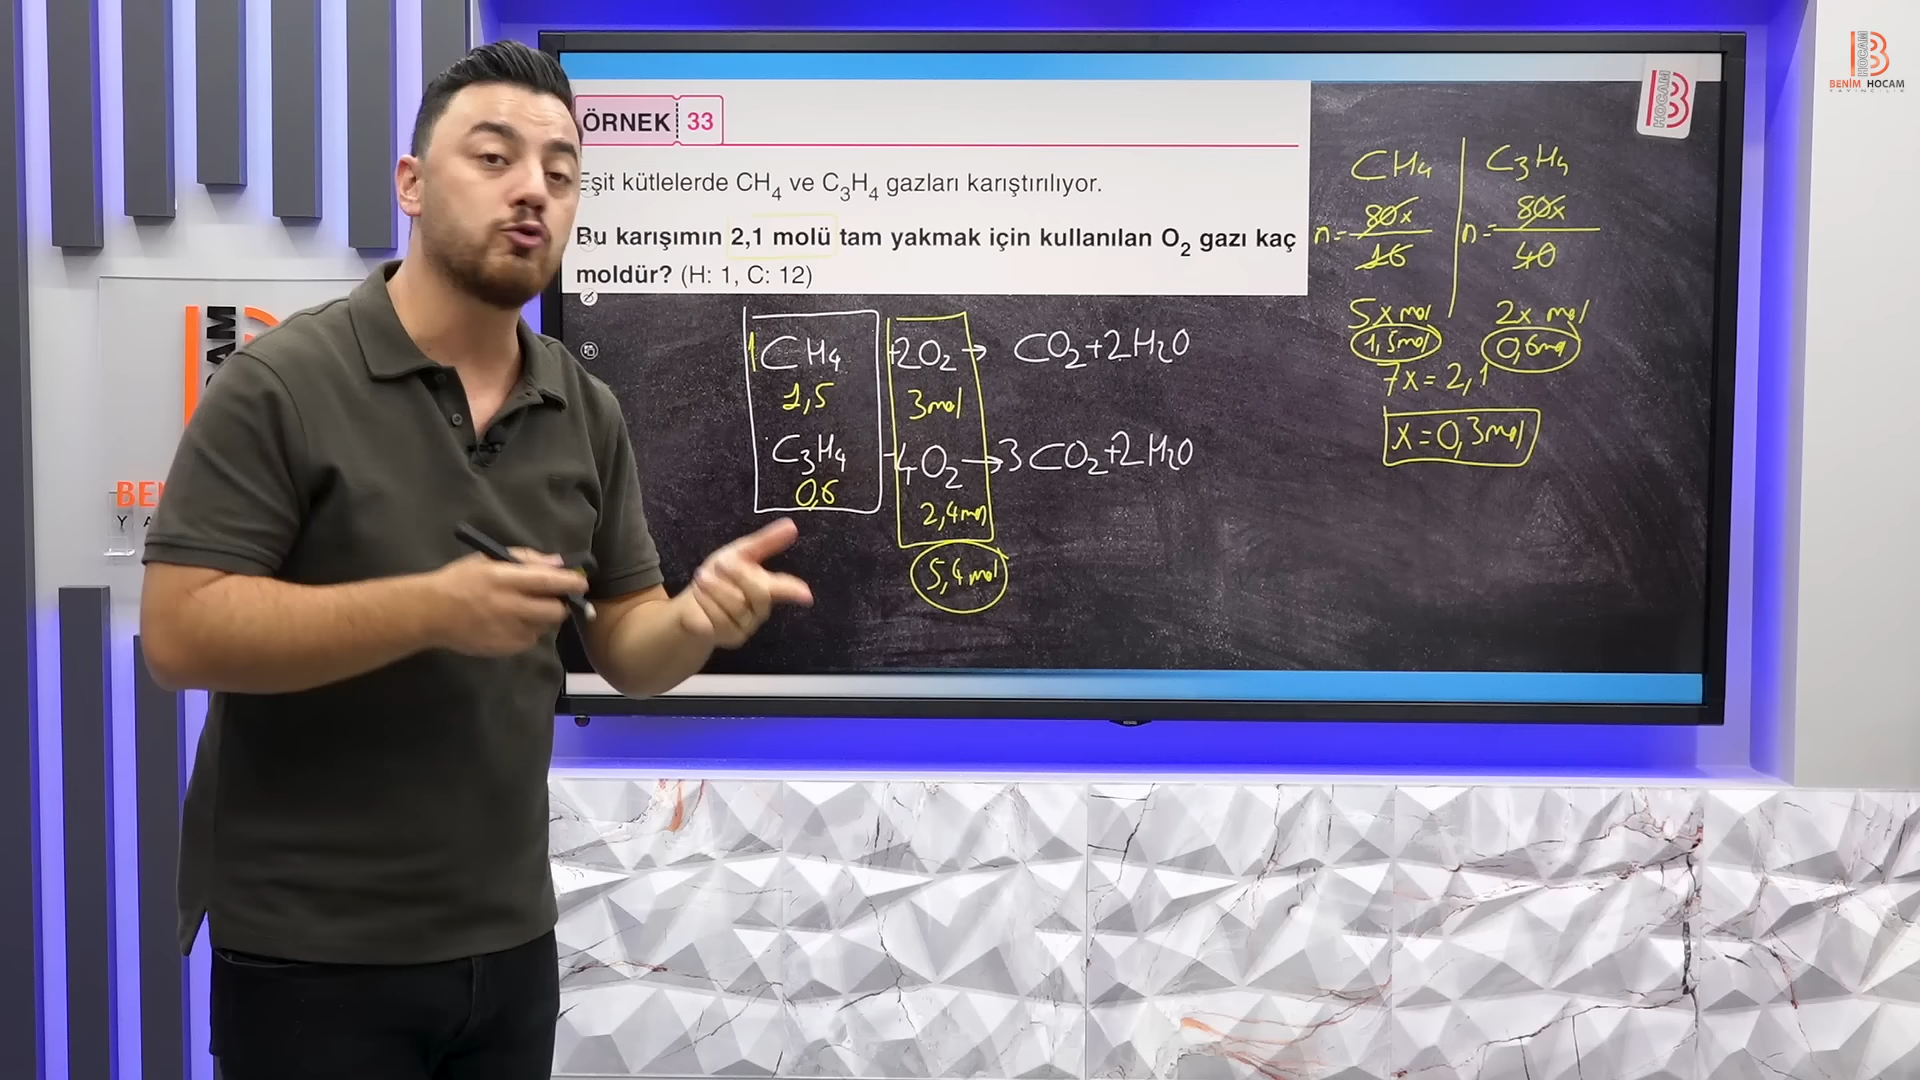 BENİM HOCAM
YAYINCILIK
HOCAM
ÖRNEK 33
Eşit kütlelerde CH₄ ve C₃H₄ gazları karıştırılıyor.
Bu karışımın 2,1 molü tam yakmak için kullanılan O₂ gazı kaç
moldür? (H: 1, C: 12)
1CH₄ +2O₂ → CO₂+2H₂O
1,5 3mol
C₃H₄ +4O₂ → 3CO₂+2H₂O
0,6 2,4mol
5,4mol
CH₄ C₃H₄
n=80x/16 n=80x/40
5x mol 2x mol
1,5mol 0,6mol
7x=2,1
x=0,3mol